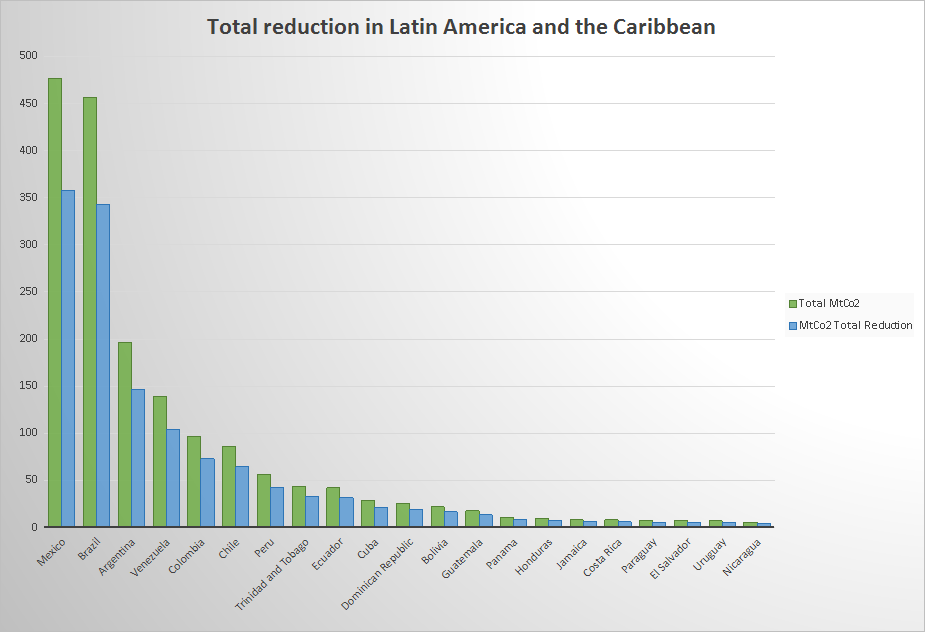 Total reduction in Latin America and the Caribbean
500
450
400
350
300
250
200
150
100
50
0
Mexico
Brazil
Argentina
Venezuela
Colombia
Chile
Peru
Trinidad and Tobago
Ecuador
Cuba
Dominican Republic
Bolivia
Guatemala
Panama
Honduras
Jamaica
Costa Rica
Paraguay
El Salvador
Uruguay
Nicaragua
Total MtCo2
MtCo2 Total Reduction